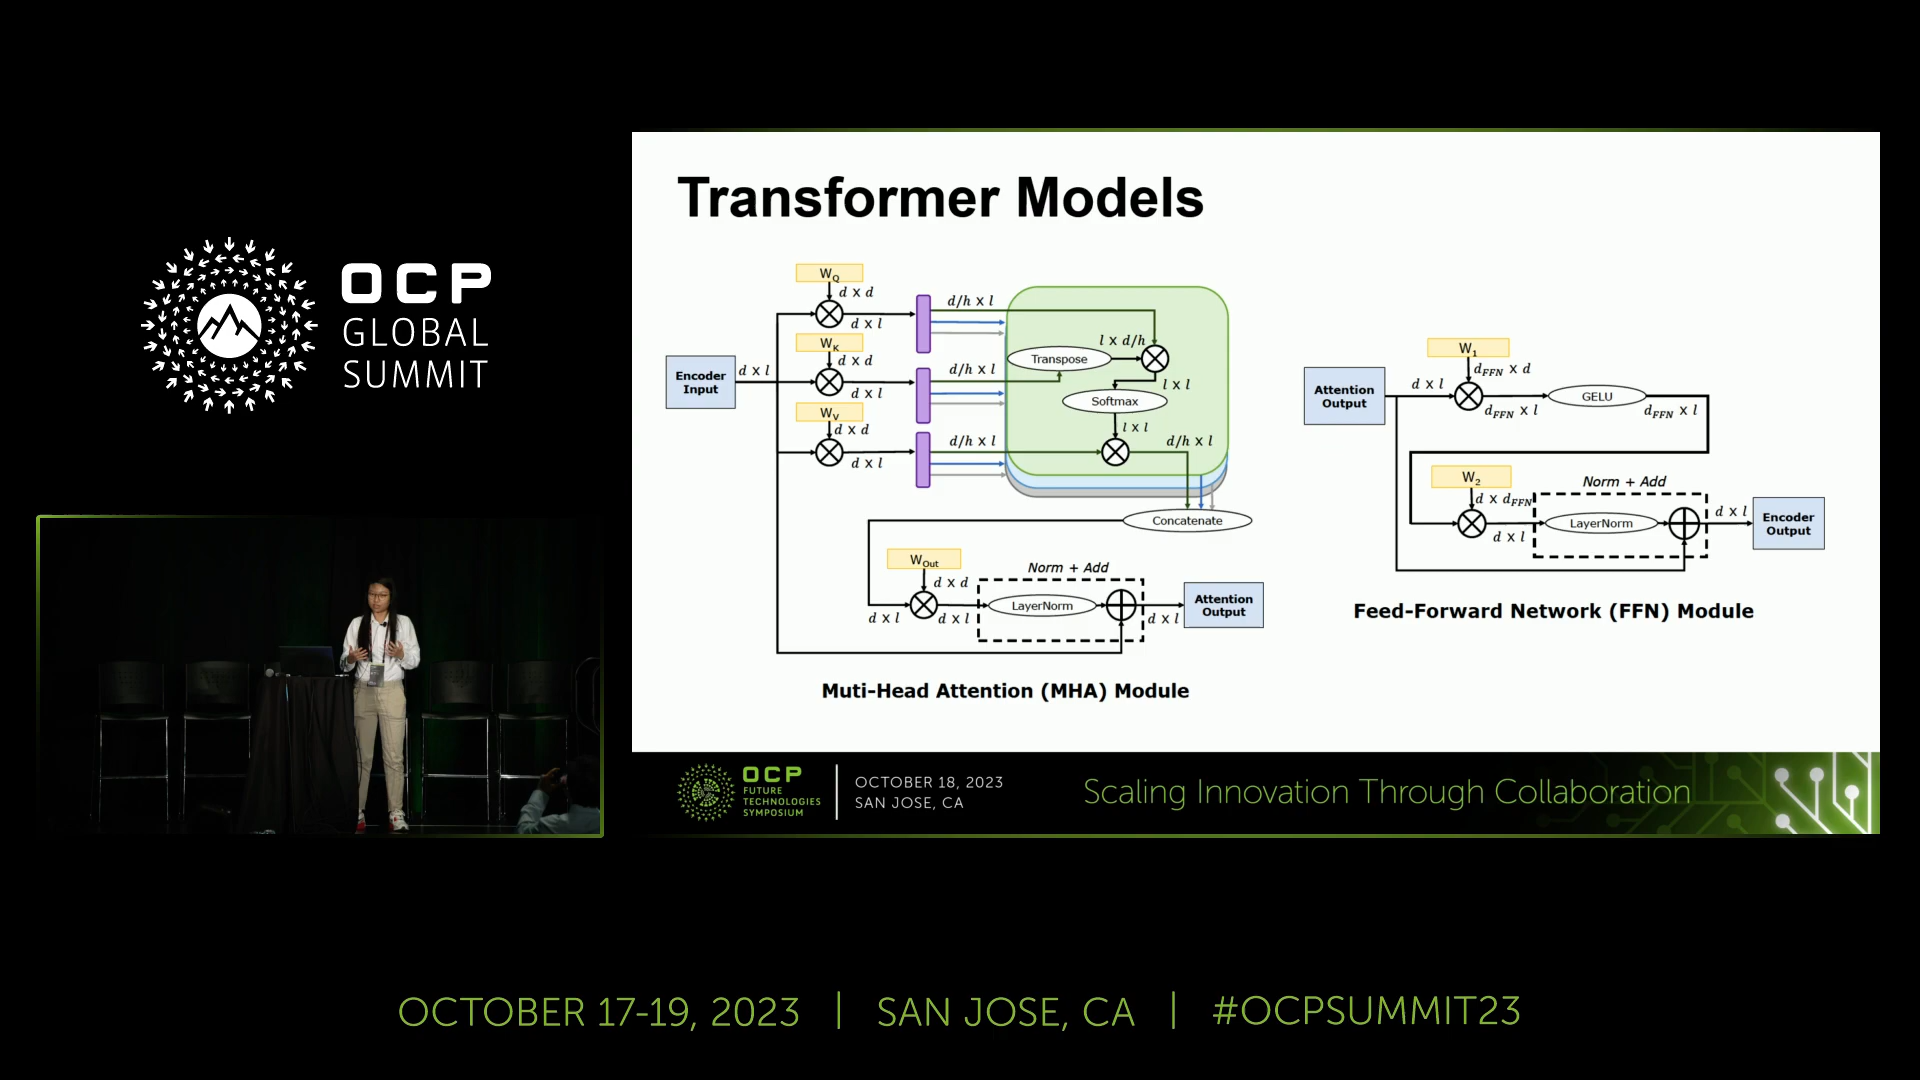 OCP
GLOBAL
SUMMIT
Transformer Models
W_Q
d x d
d x l
d/h x l
W_K
d x d
d x l
d/h x l
W_V
d x d
d x l
d/h x l
Encoder
Input
d x l
Transpose
l x d/h
l x l
Softmax
l x l
d/h x l
Concatenate
W_Out
d x d
d x l
d x l
Norm + Add
LayerNorm
d x l
Attention
Output
Muti-Head Attention (MHA) Module
Attention
Output
d x l
W_1
d_FFN x d
d_FFN x l
GELU
d_FFN x l
W_2
d x d_FFN
d x l
Norm + Add
LayerNorm
d x l
Encoder
Output
Feed-Forward Network (FFN) Module
OCP
FUTURE
TECHNOLOGIES
SYMPOSIUM
OCTOBER 18, 2023
SAN JOSE, CA
Scaling Innovation Through Collaboration
OCTOBER 17-19, 2023 | SAN JOSE, CA | #OCPSUMMIT23